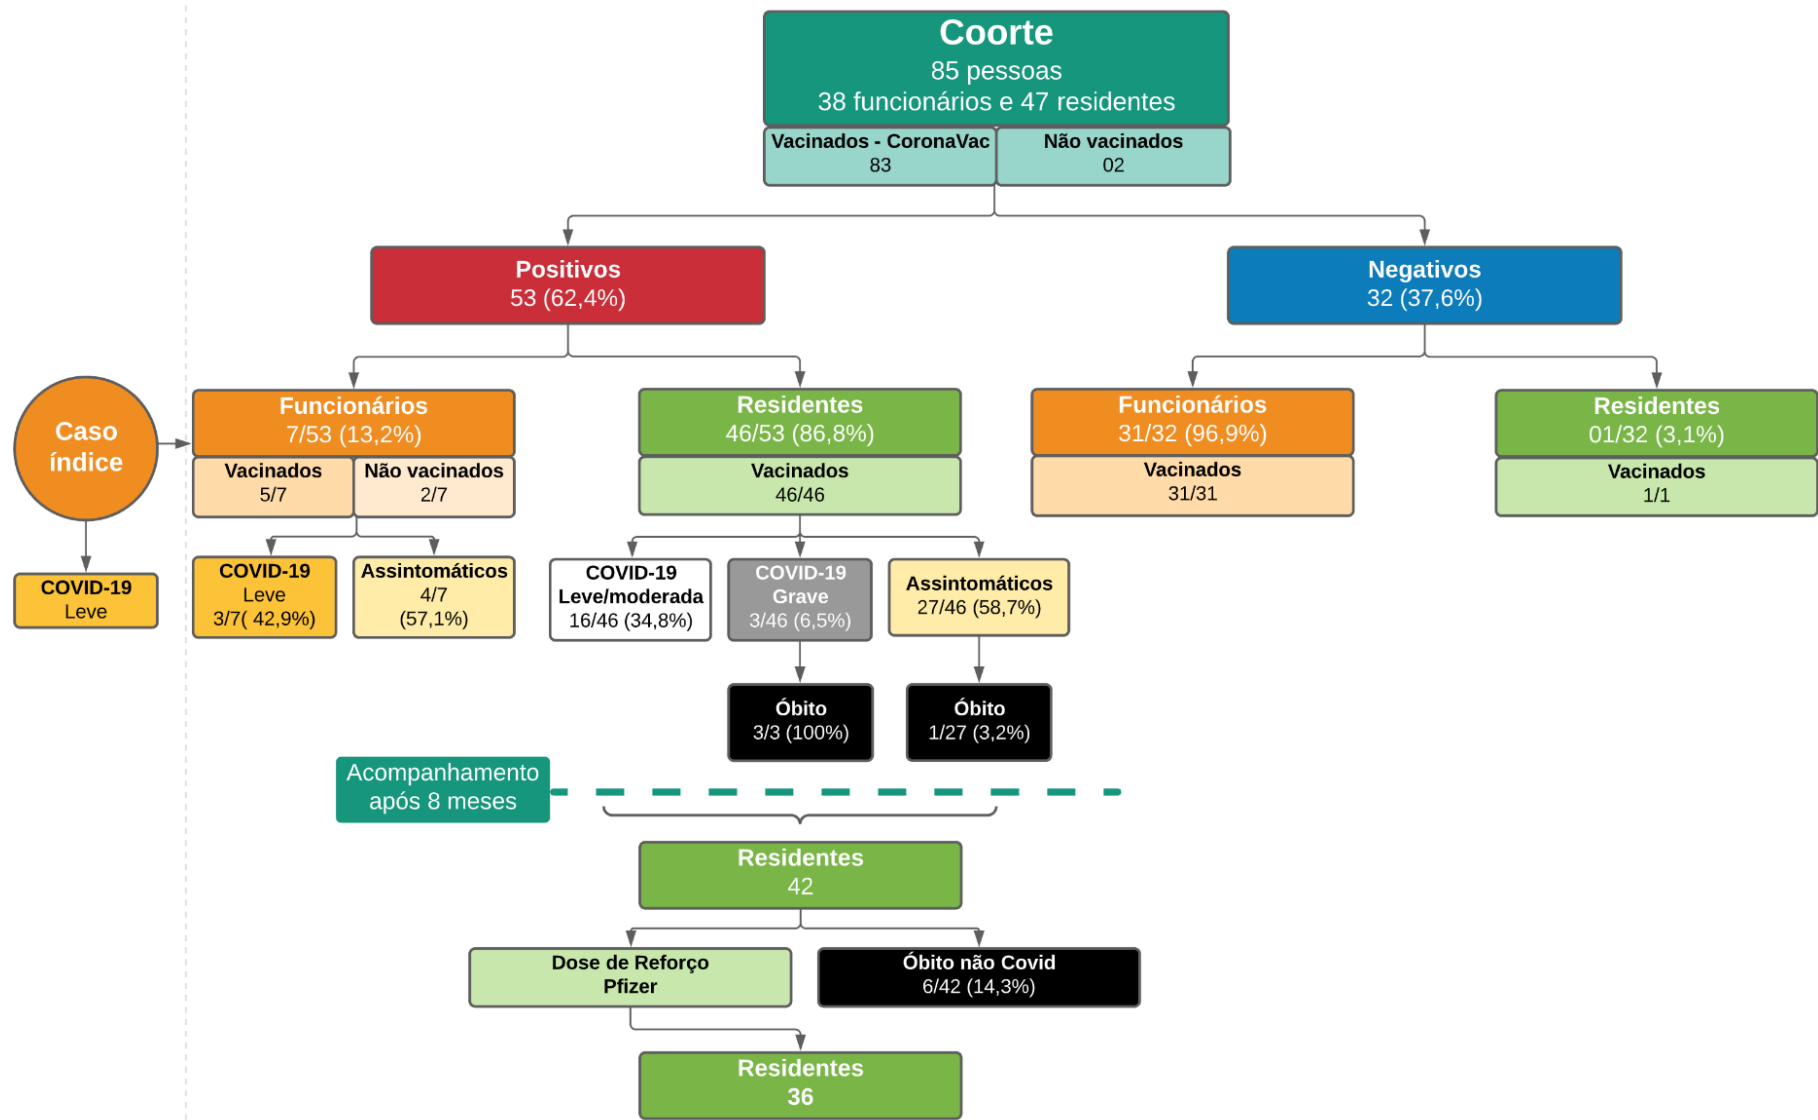 Coorte
85 pessoas
38 funcionários e 47 residentes
Vacinados - CoronaVac
83
Não vacinados
02
Positivos
53 (62,4%)
Negativos
32 (37,6%)
Caso
índice
COVID-19
Leve
Funcionários
7/53 (13,2%)
Vacinados
5/7
Não vacinados
2/7
COVID-19
Leve
3/7( 42,9%)
Assintomáticos
4/7
(57,1%)
Residentes
46/53 (86,8%)
Vacinados
46/46
COVID-19
Leve/moderada
16/46 (34,8%)
COVID-19
Grave
3/46 (6,5%)
Assintomáticos
27/46 (58,7%)
Óbito
3/3 (100%)
Óbito
1/27 (3,2%)
Funcionários
31/32 (96,9%)
Vacinados
31/31
Residentes
01/32 (3,1%)
Vacinados
1/1
Acompanhamento
após 8 meses
Residentes
42
Dose de Reforço
Pfizer
Óbito não Covid
6/42 (14,3%)
Residentes
36